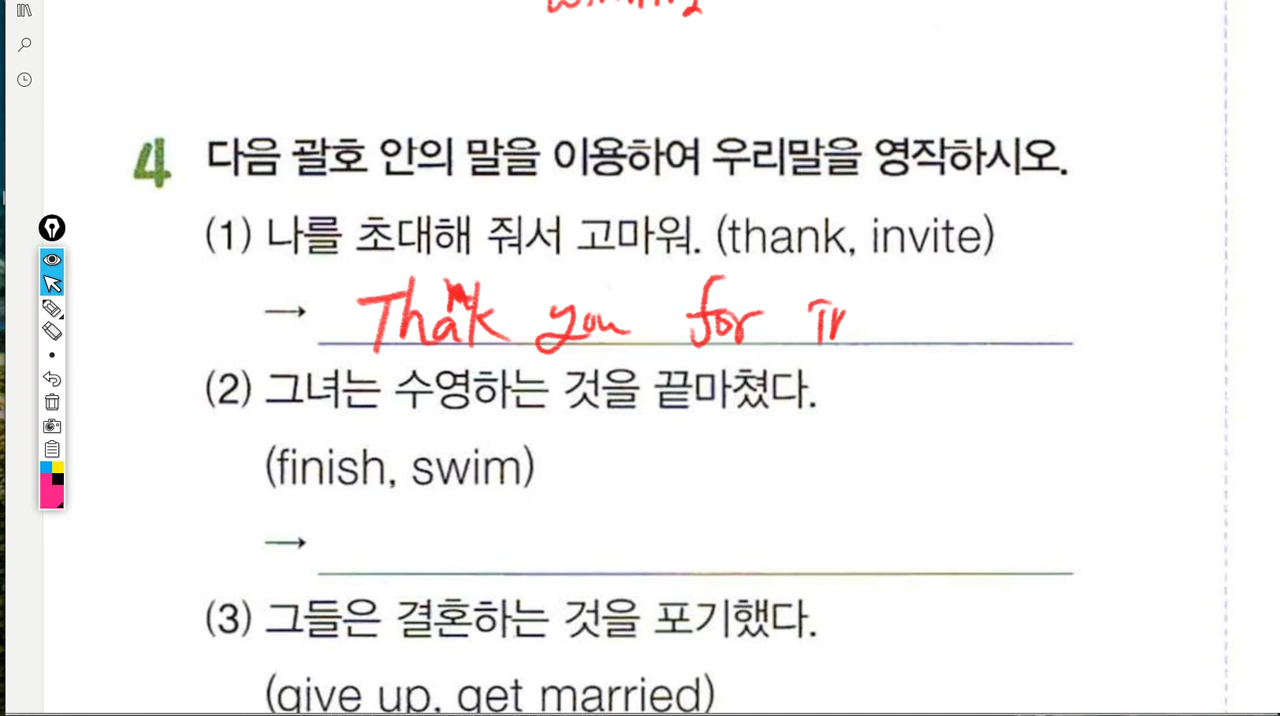 4 다음 괄호 안의 말을 이용하여 우리말을 영작하시오.
(1) 나를 초대해 줘서 고마워. (thank, invite)
→ Thank you for in
(2) 그녀는 수영하는 것을 끝마쳤다.
(finish, swim)
→
(3) 그들은 결혼하는 것을 포기했다.
(give up, get married)